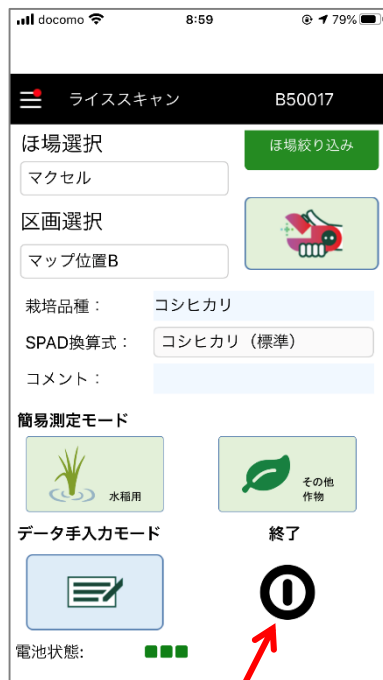 docomo 8:59 79%
ライススキャン B50017
ほ場選択 ほ場絞り込み
マクセル
区画選択
マップ位置B
栽培品種： コシヒカリ
SPAD換算式： コシヒカリ（標準）
コメント：
簡易測定モード
水稲用 その他
作物
データ手入力モード 終了
電池状態: